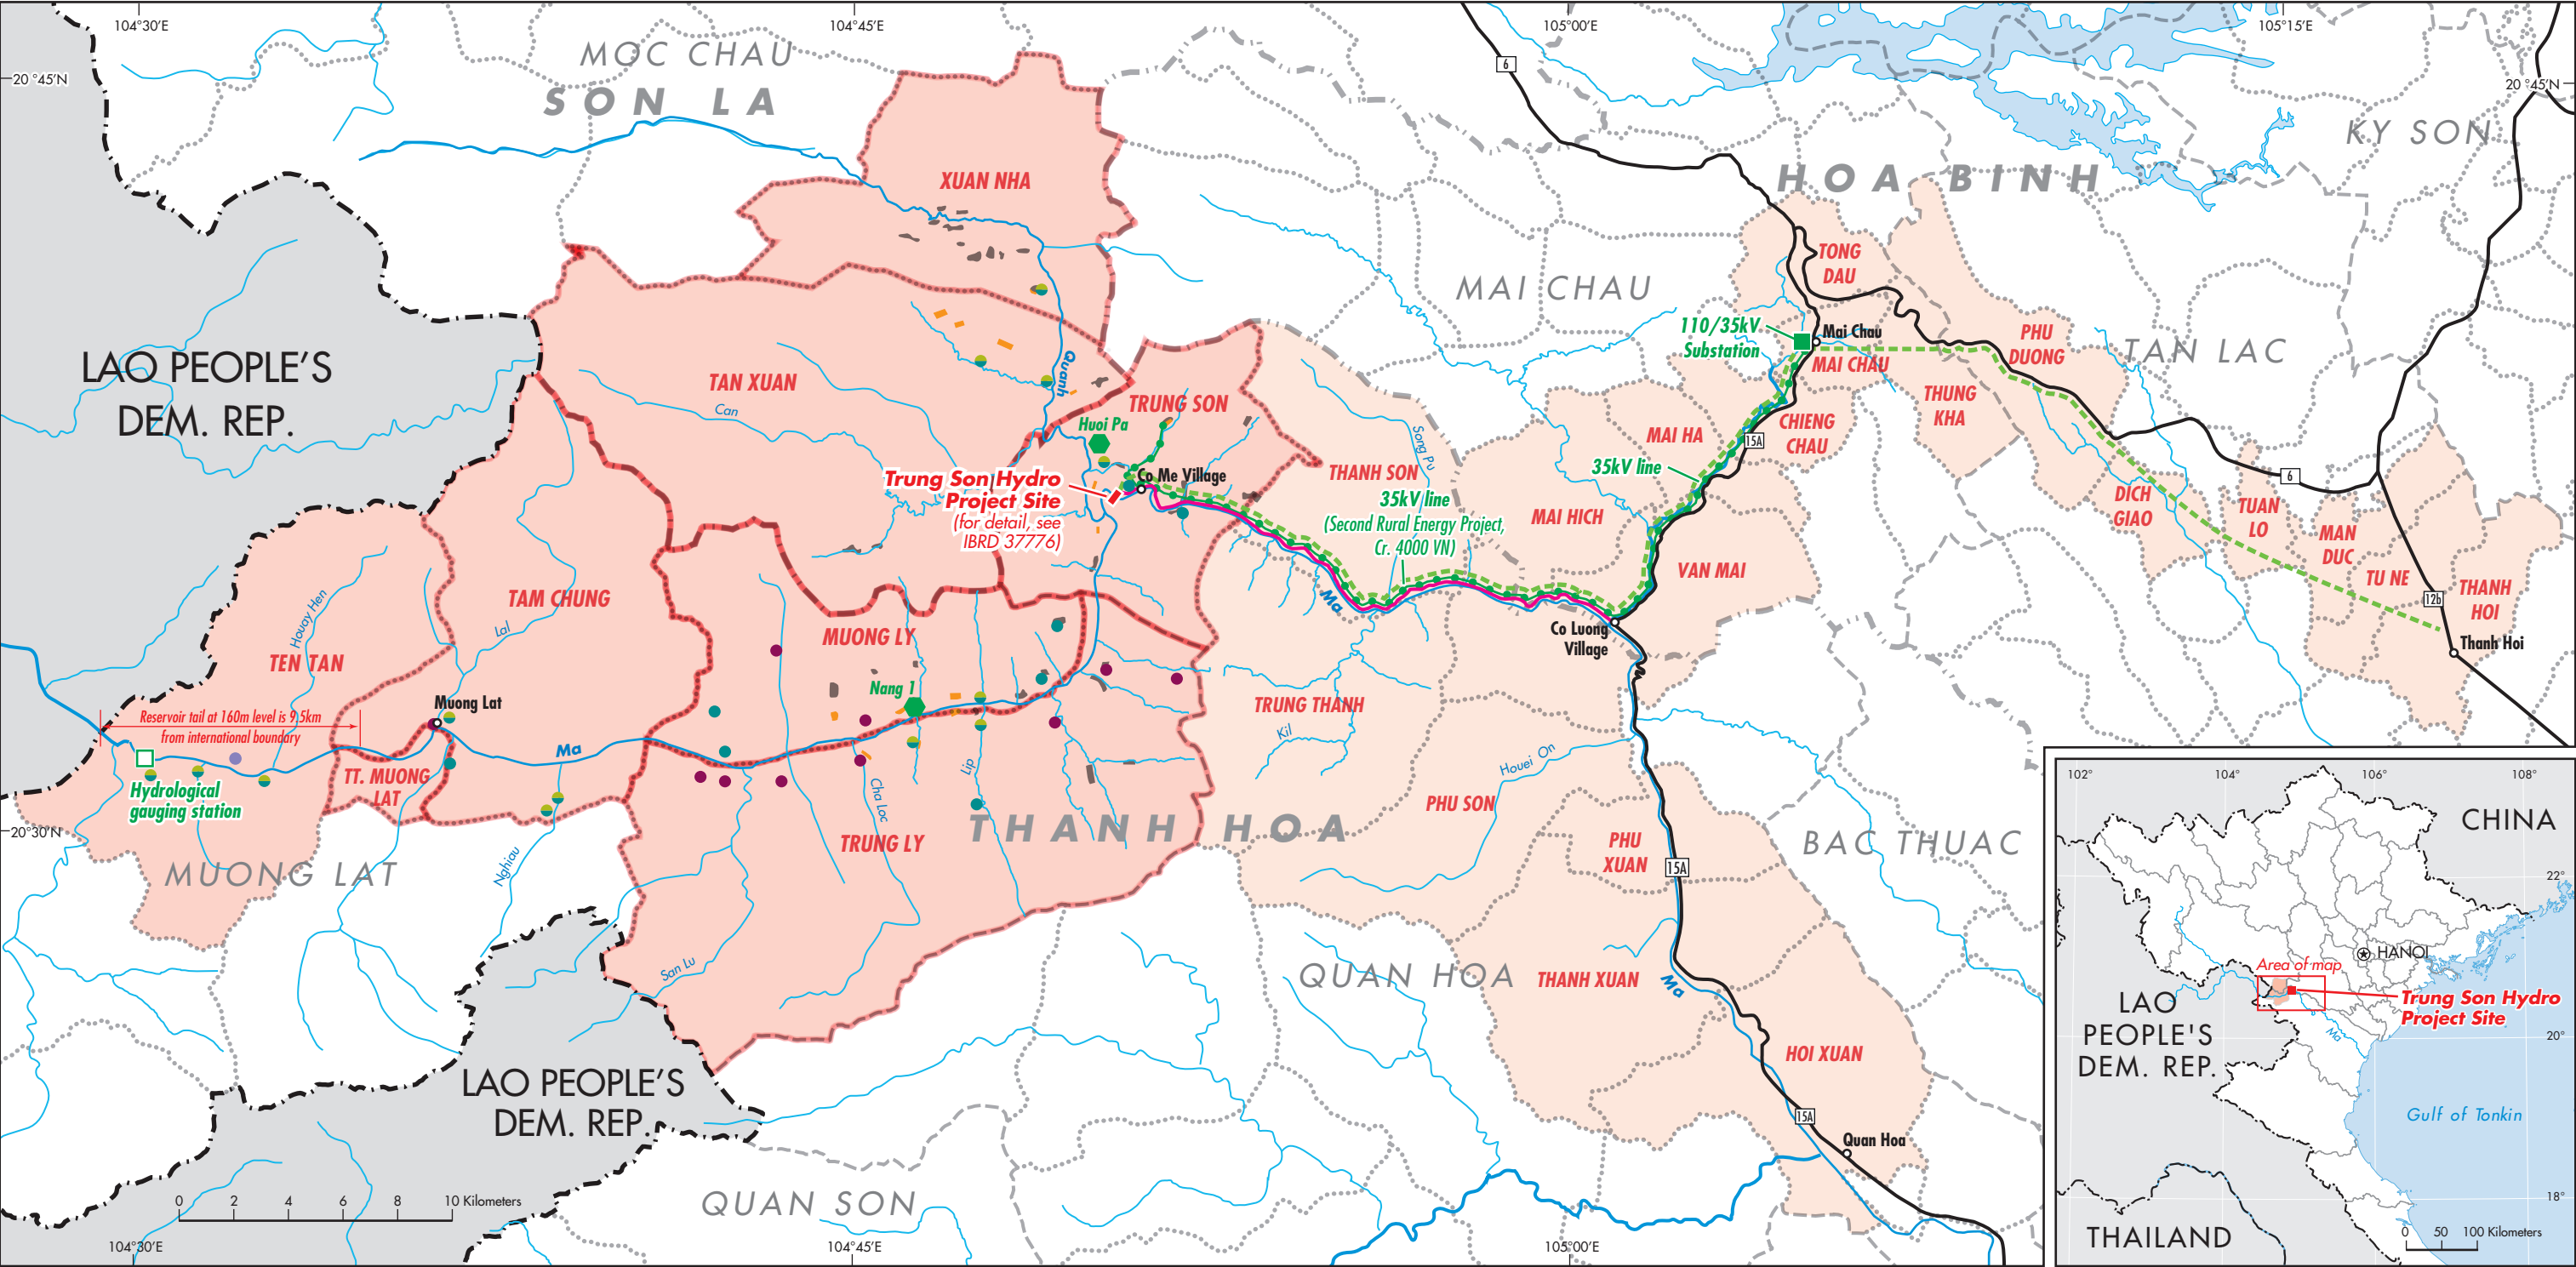 104°30'E
104°45'E
105°00'E
105°15'E
20°45'N
20°45'N
MOC CHAU
SON LA
XUAN NHA
6
KY SON
HOA BINH
TONG
DAU
MAI CHAU
110/35kV
Substation
Mai Chau
MAI CHAU
PHU
DUONG
TAN LAC
LAO PEOPLE'S
DEM. REP.
TAN XUAN
Can
Quanh
TRUNG SON
Huoi Pa
Song Pu
THUNG
KHA
CHIENG
CHAU
MAI HA
15A
Trung Son Hydro
Project Site
(for detail, see
IBRD 37776)
Co Me Village
THANH SON
35kV line
35kV line
(Second Rural Energy Project,
Cr. 4000 VN)
MAI HICH
6
DICH
GIAO
TUAN
LO
MAN
DUC
TU NE
THANH
HOI
VAN MAI
12b
Thanh Hoi
Ma
Co Luong
Village
TAM CHUNG
Houay Hen
Lal
TEN TAN
MUONG LY
Nang 1
Reservoir tail at 160m level is 9.5km
from international boundary
Muong Lat
Ma
Lip
Cha Loc
TRUNG THANH
Kil
Houei On
Hydrological
gauging station
TT. MUONG
LAT
20°30'N
MUONG LAT
Nghiau
TRUNG LY
THANH HOA
PHU SON
PHU
XUAN
15A
BAC THUAC
San Lu
QUAN HOA
THANH XUAN
Ma
HOI XUAN
15A
Quan Hoa
LAO PEOPLE'S
DEM. REP.
QUAN SON
0 2 4 6 8 10 Kilometers
104°30'E
104°45'E
105°00'E
102°
104°
106°
108°
CHINA
22°
HANOI
Area of map
Trung Son Hydro
Project Site
LAO
PEOPLE'S
DEM. REP.
Ma
20°
Gulf of Tonkin
18°
THAILAND
0 50 100 Kilometers